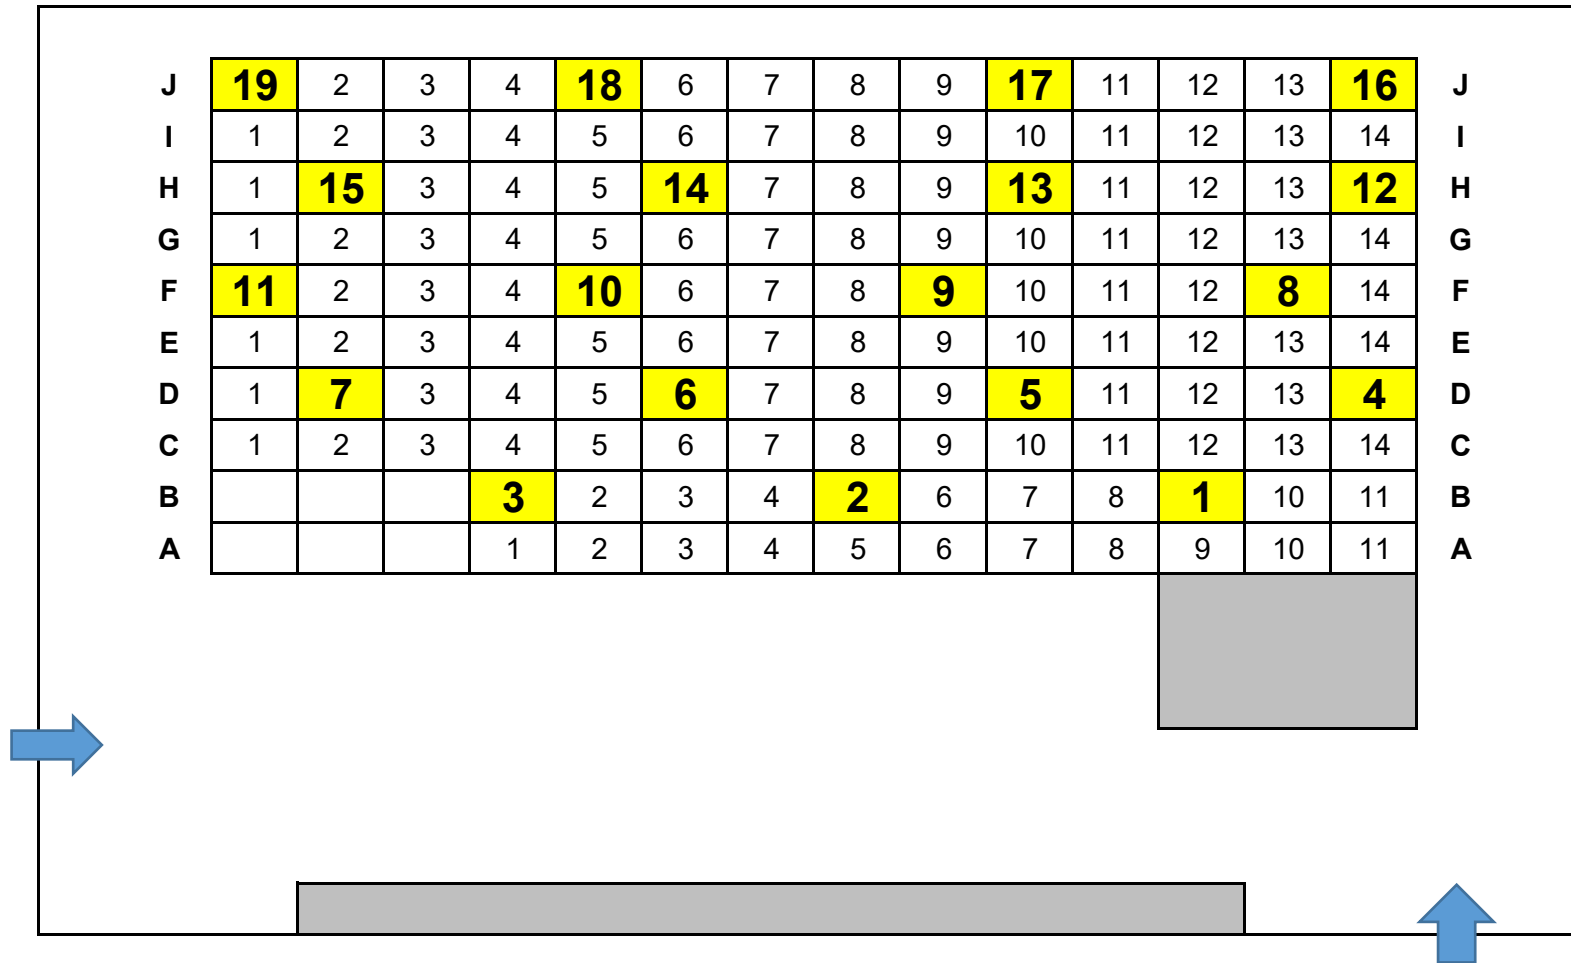 J 19 2 3 4 18 6 7 8 9 17 11 12 13 16 J
I 1 2 3 4 5 6 7 8 9 10 11 12 13 14 I
H 1 15 3 4 5 14 7 8 9 13 11 12 13 12 H
G 1 2 3 4 5 6 7 8 9 10 11 12 13 14 G
F 11 2 3 4 10 6 7 8 9 10 11 12 8 14 F
E 1 2 3 4 5 6 7 8 9 10 11 12 13 14 E
D 1 7 3 4 5 6 7 8 9 5 11 12 13 4 D
C 1 2 3 4 5 6 7 8 9 10 11 12 13 14 C
B 3 2 3 4 2 6 7 8 1 10 11 B
A 1 2 3 4 5 6 7 8 9 10 11 A